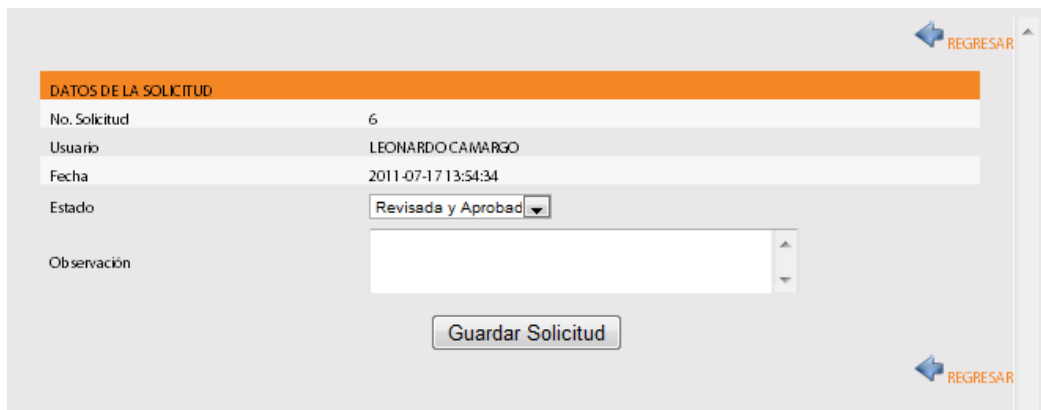 REGRESAR
DATOS DE LA SOLICITUD
No. Solicitud 6
Usuario LEONARDO CAMARGO
Fecha 2011-07-17 13:54:34
Estado Revisada y Aprobad
Observación
Guardar Solicitud
REGRESAR